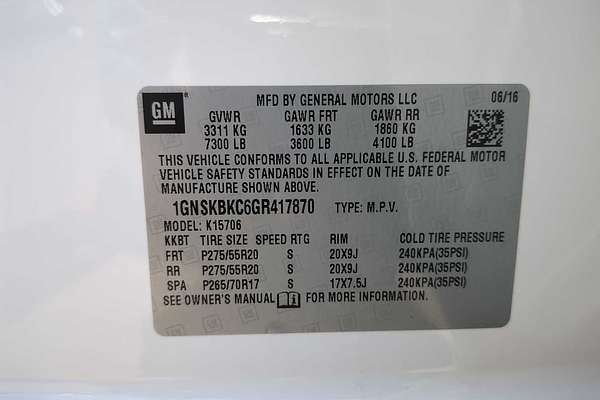 GM
MFD BY GENERAL MOTORS LLC 06/16
GVWR GAWR FRT GAWR RR
3311 KG 1633 KG 1860 KG
7300 LB 3600 LB 4100 LB
THIS VEHICLE CONFORMS TO ALL APPLICABLE U.S. FEDERAL MOTOR
VEHICLE SAFETY STANDARDS IN EFFECT ON THE DATE OF
MANUFACTURE SHOWN ABOVE.
1GNSKBKC6GR417870 TYPE: M.P.V.
MODEL: K15706
KKBT TIRE SIZE SPEED RTG RIM COLD TIRE PRESSURE
FRT P275/55R20 S 20X9J 240KPA(35PSI)
RR P275/55R20 S 20X9J 240KPA(35PSI)
SPA P265/70R17 S 17X7.5J 240KPA(35PSI)
SEE OWNER'S MANUAL FOR MORE INFORMATION